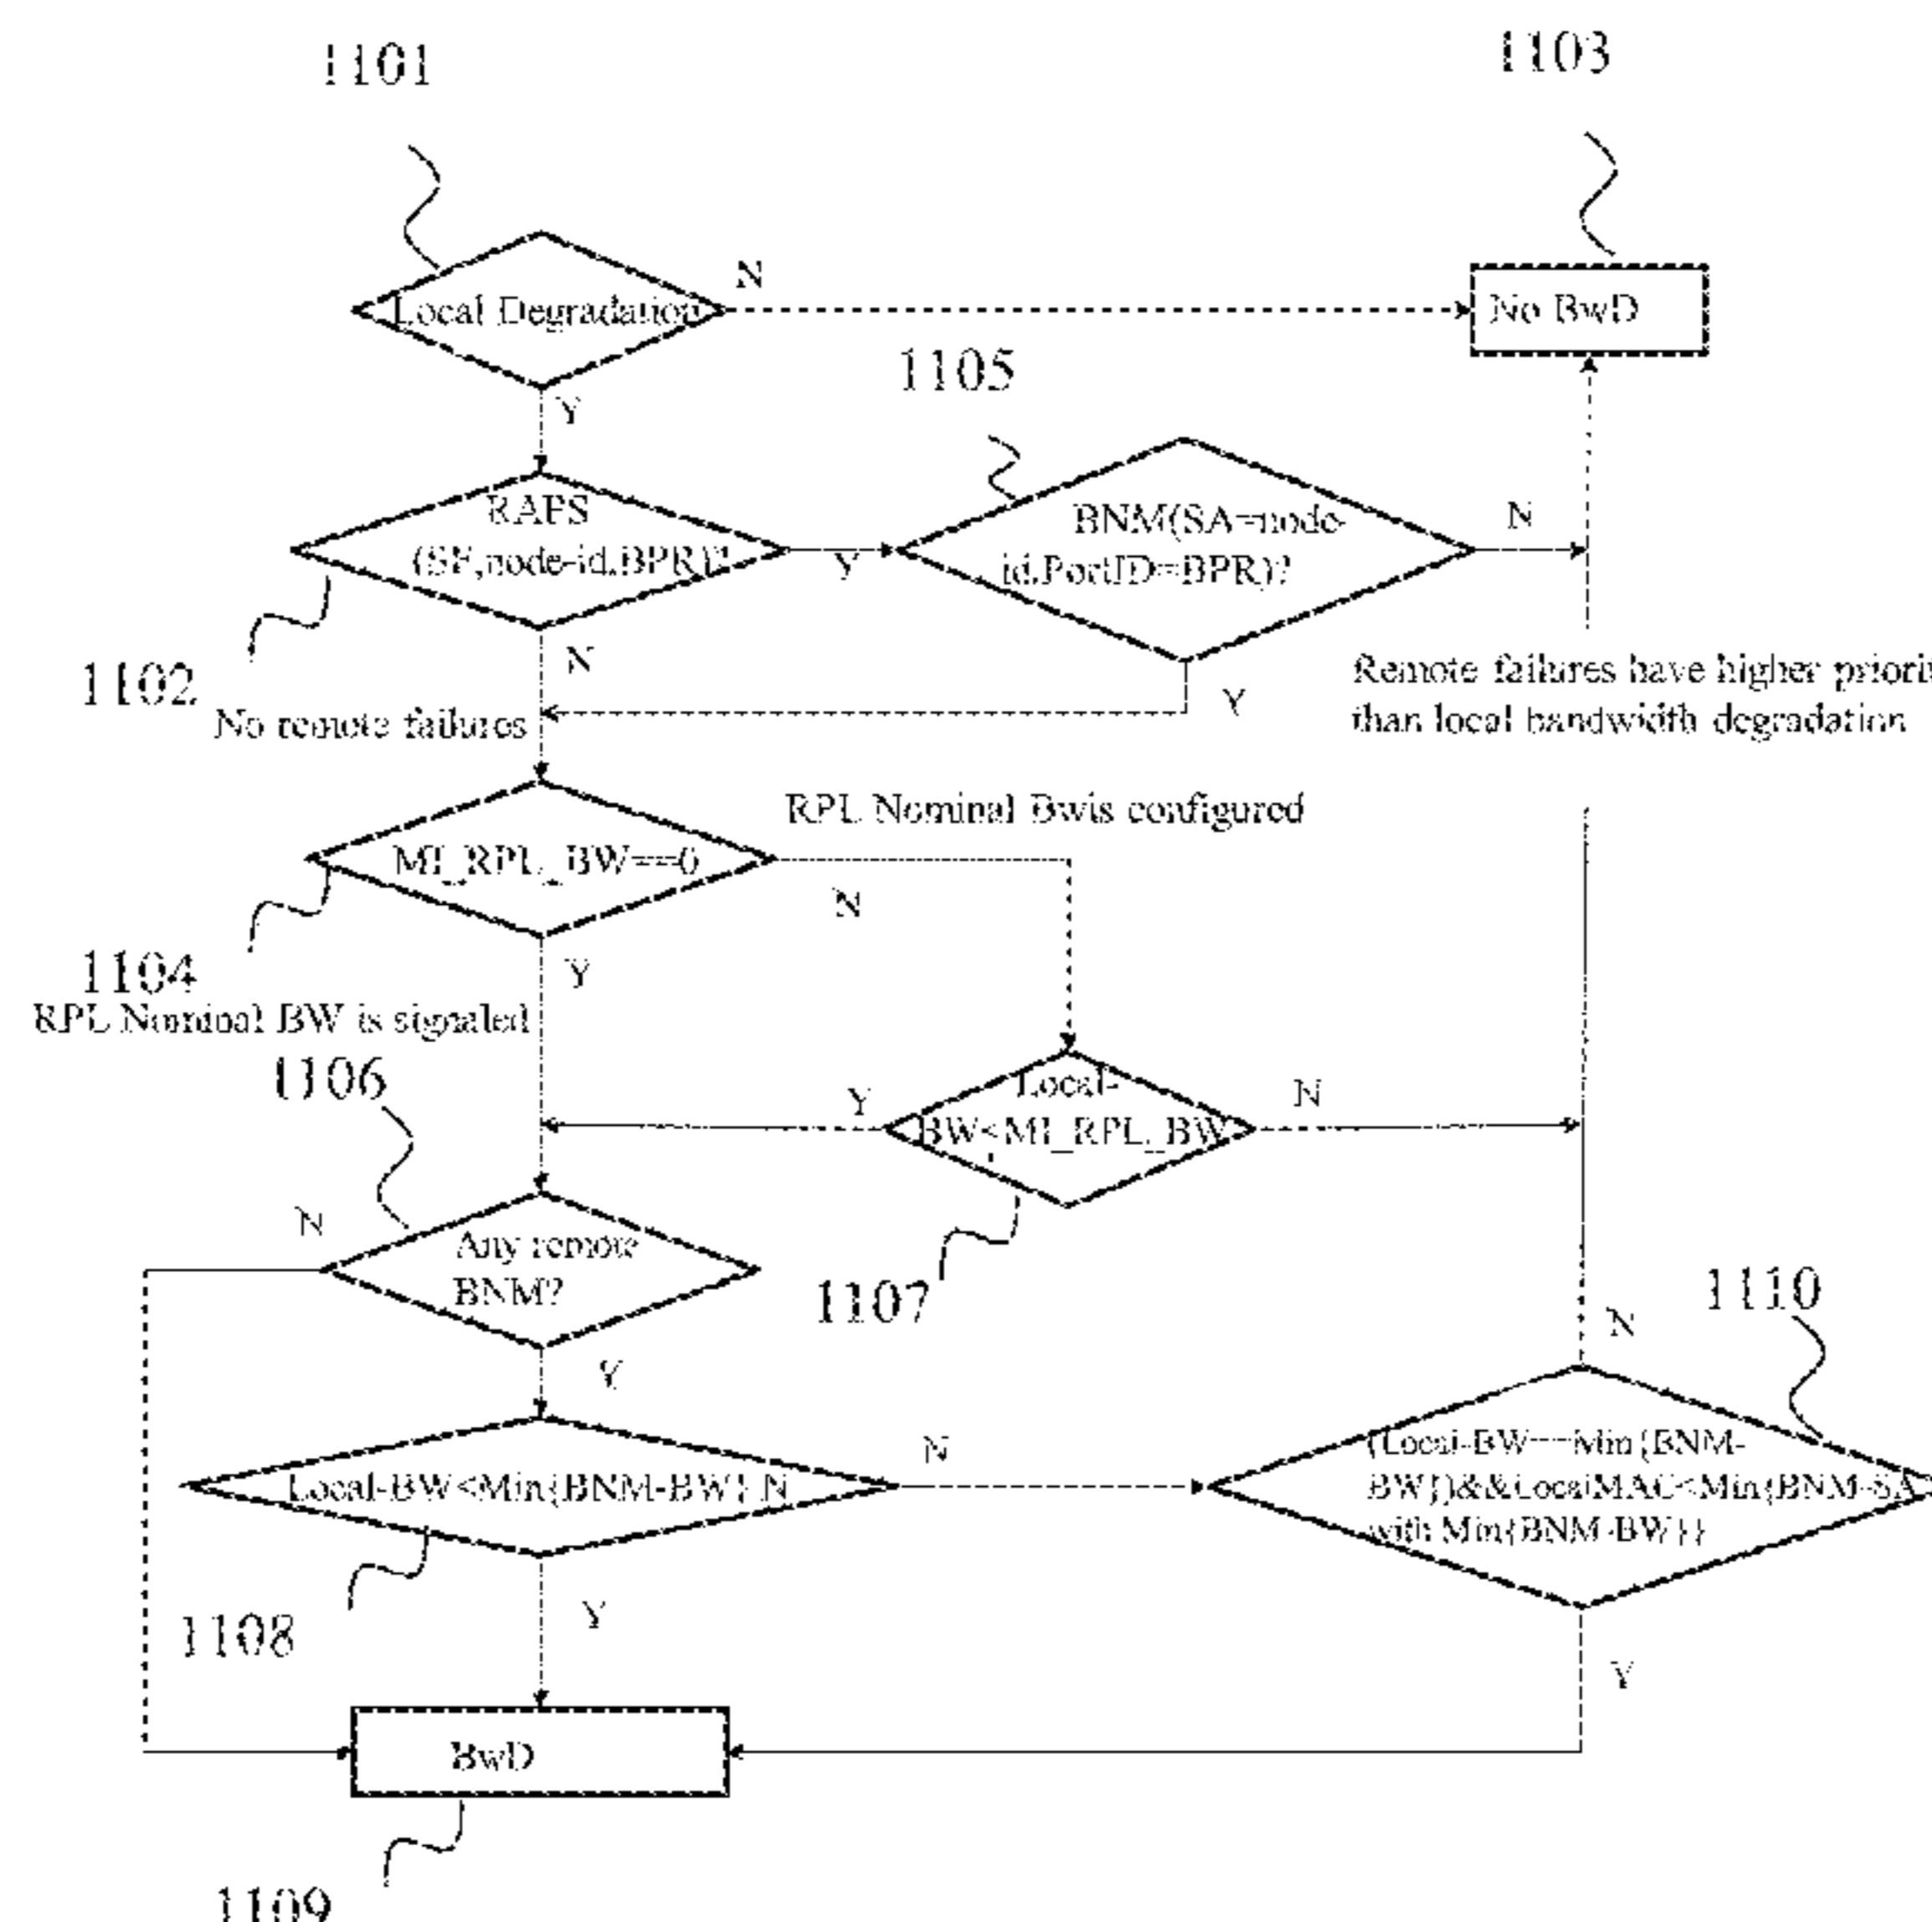 1101
1103
Local Degradation
N
No BwD
1105
Y
RAPS
(SF,node-id.BPR)?
Y
BNM(SA=node-
id.PortID=BPR)?
N
1102
N
No remote failures
Y
Remote failures have higher priori
than local bandwidth degradation
RPL Nominal Bwis configured
MI_RPL_BW==0
N
1104
Y
RPL Nominal BW is signaled
1106
Y
Local-
BW<MI_RPL_BW
N
N
Any remote
BNM?
1107
1110
N
Y
Local-BW<Min{BNM-BW} N
N
(Local-BW==Min{BNM-
BW})&&LocalMAC<Min{BNM-SA
with Min{BNM-BW}}
1108
Y
Y
BwD
1109